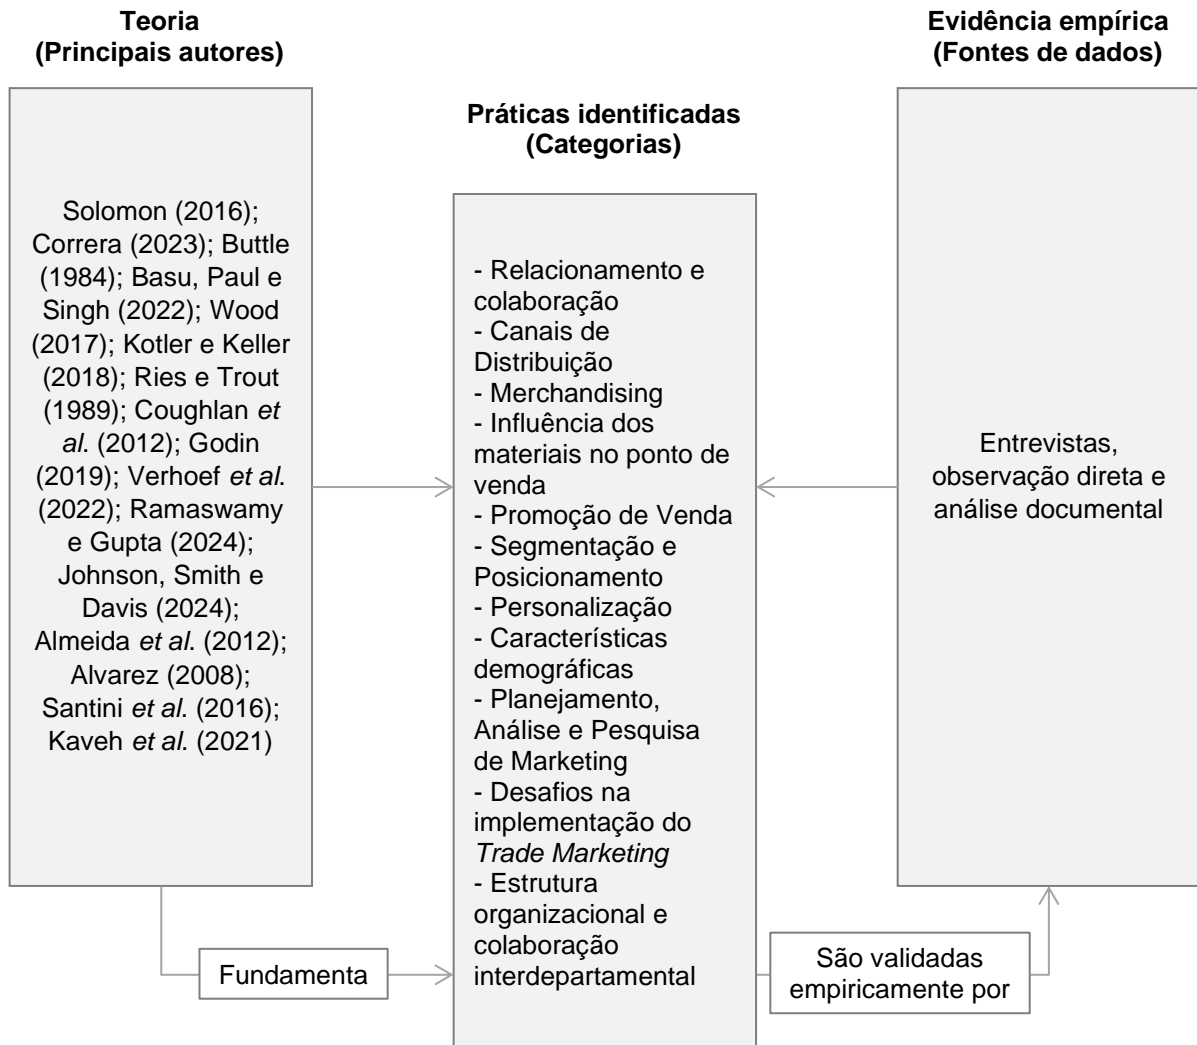 Teoria
(Principais autores)
Solomon (2016);
Correra (2023); Buttle
(1984); Basu, Paul e
Singh (2022); Wood
(2017); Kotler e Keller
(2018); Ries e Trout
(1989); Coughlan et
al. (2012); Godin
(2019); Verhoef et al.
(2022); Ramaswamy
e Gupta (2024);
Johnson, Smith e
Davis (2024);
Almeida et al. (2012);
Alvarez (2008);
Santini et al. (2016);
Kaveh et al. (2021)
Fundamenta
Práticas identificadas
(Categorias)
- Relacionamento e
colaboração
- Canais de
Distribuição
- Merchandising
- Influência dos
materiais no ponto de
venda
- Promoção de Venda
- Segmentação e
Posicionamento
- Personalização
- Características
demográficas
- Planejamento,
Análise e Pesquisa
de Marketing
- Desafios na
implementação do
Trade Marketing
- Estrutura
organizacional e
colaboração
interdepartamental
São validadas
empiricamente por
Evidência empírica
(Fontes de dados)
Entrevistas,
observação direta e
análise documental